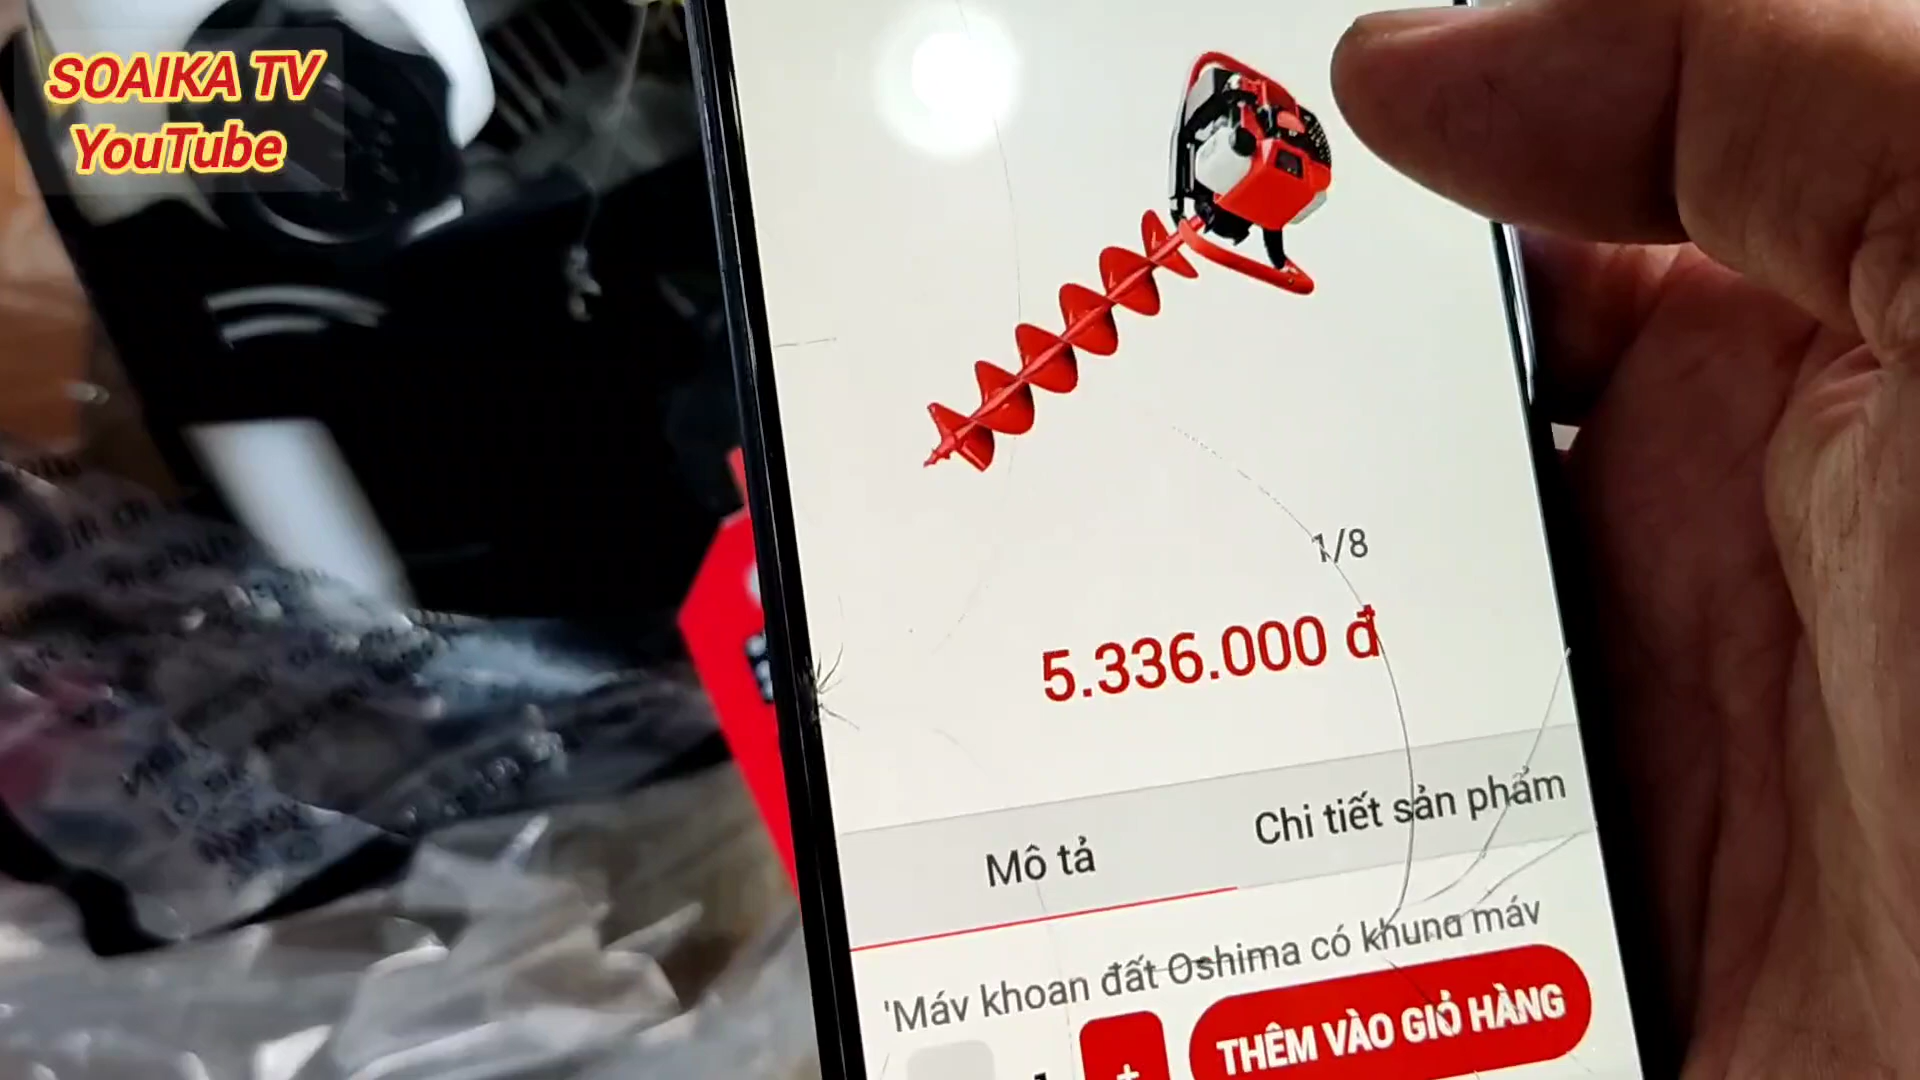 SOAIKA TV
YouTube
1/8
5.336.000 đ
Mô tả
Chi tiết sản phẩm
'Máy khoan đất Oshima có khung máy
1
+
THÊM VÀO GIỎ HÀNG